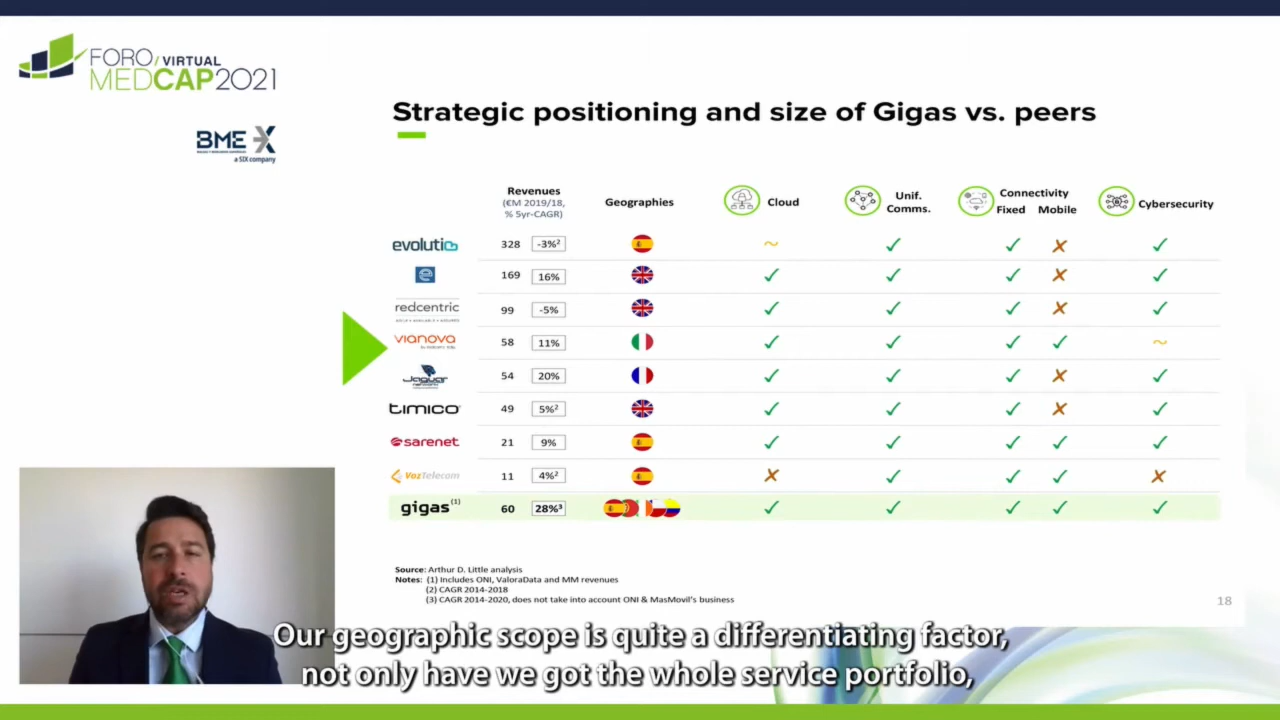 FORO / VIRTUAL
MEDCAP2021
BME X
a SIX company
Strategic positioning and size of Gigas vs. peers
Revenues
(€M 2019/18,
% 5yr-CAGR)
Geographies
Cloud
Unif.
Comms.
Connectivity
Fixed Mobile
Cybersecurity
evolutio 328 -3%² ~ ✓ ✓ ✗ ✓
e 169 16% ✓ ✓ ✓ ✗ ✓
redcentric 99 -5% ✓ ✓ ✓ ✗ ✓
vianova 58 11% ✓ ✓ ✓ ✓ ~
Jaguar
network 54 20% ✓ ✓ ✓ ✗ ✓
timico 49 5%² ✓ ✓ ✓ ✗ ✓
sarenet 21 9% ✓ ✓ ✓ ✓ ✓
VozTelecom 11 4%² ✗ ✓ ✓ ✓ ✗
gigas (1) 60 28%³ ✓ ✓ ✓ ✓ ✓
Source: Arthur D. Little analysis
Notes: (1) Includes ONI, ValoraData and MM revenues
(2) CAGR 2014-2018
(3) CAGR 2014-2020, does not take into account ONI & MasMovil's business
18
Our geographic scope is quite a differentiating factor,
not only have we got the whole service portfolio,